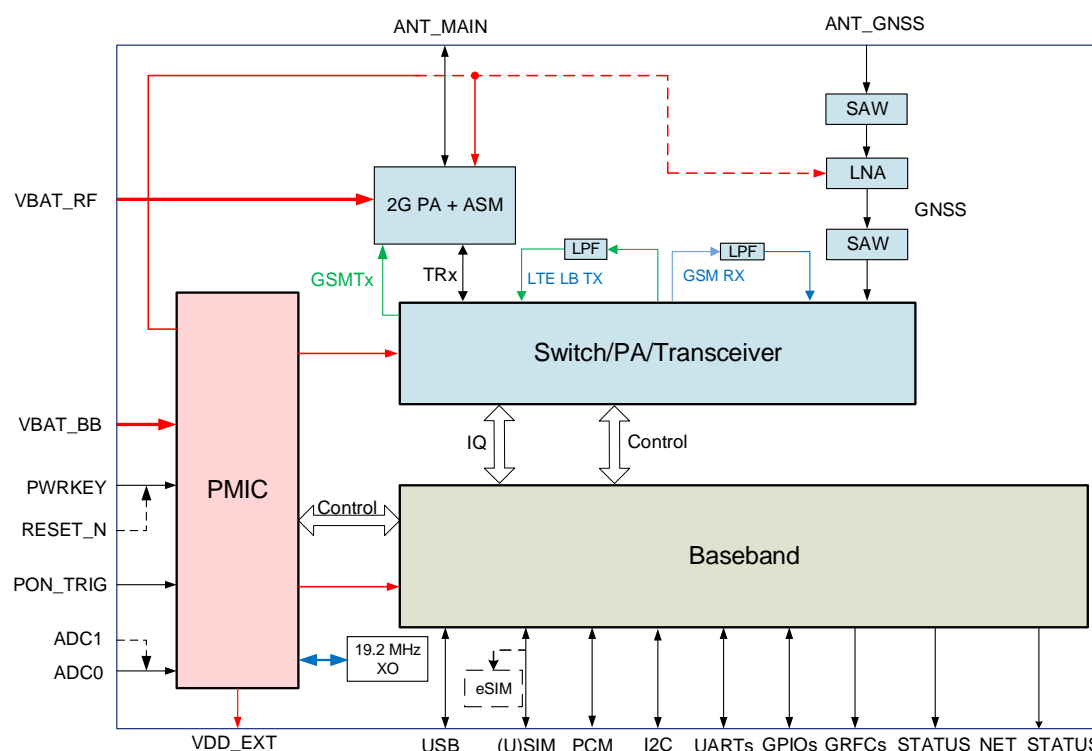 ANT_MAIN
ANT_GNSS
SAW
LNA
GNSS
SAW
VBAT_RF
2G PA + ASM
GSMTx
TRx
LPF
LTE LB TX
LPF
GSM RX
Switch/PA/Transceiver
VBAT_BB
IQ
Control
PWRKEY
PMIC
RESET_N
Control
Baseband
PON_TRIG
ADC1
ADC0
19.2 MHz
XO
eSIM
VDD_EXT
USB
(U)SIM
PCM
I2C
UARTs
GPIOs
GRFCs
STATUS
NET_STATUS